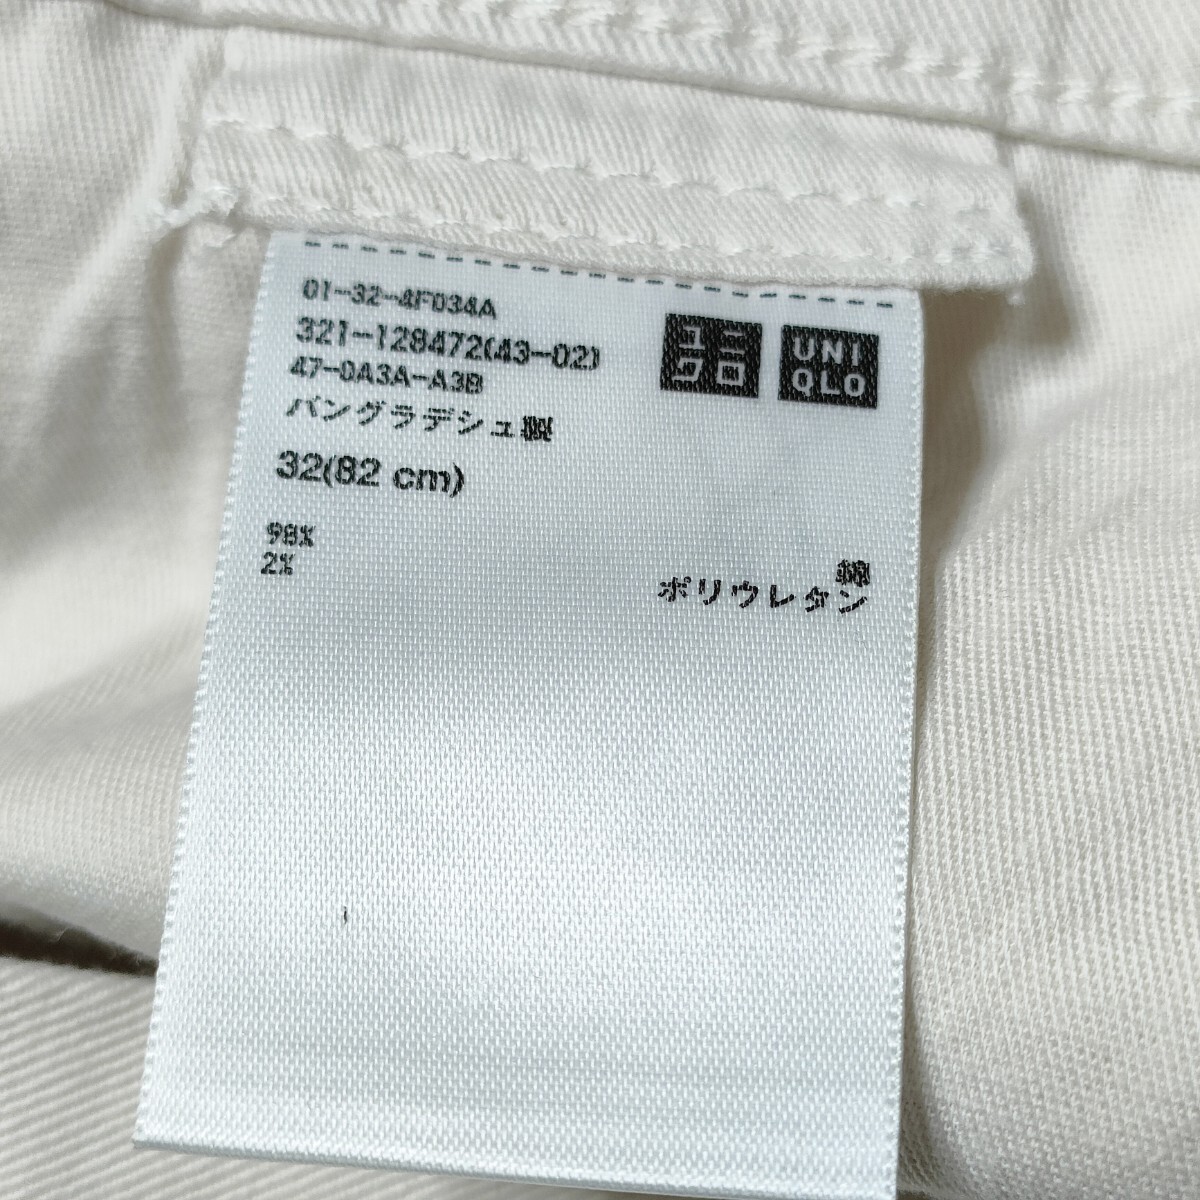 01-32-4F034A
321-128472(43-02)
47-0A3A-A3B
バングラデシュ製
32(82 cm)
ユニ
クロ
UNI
QLO
98% 綿
2% ポリウレタン